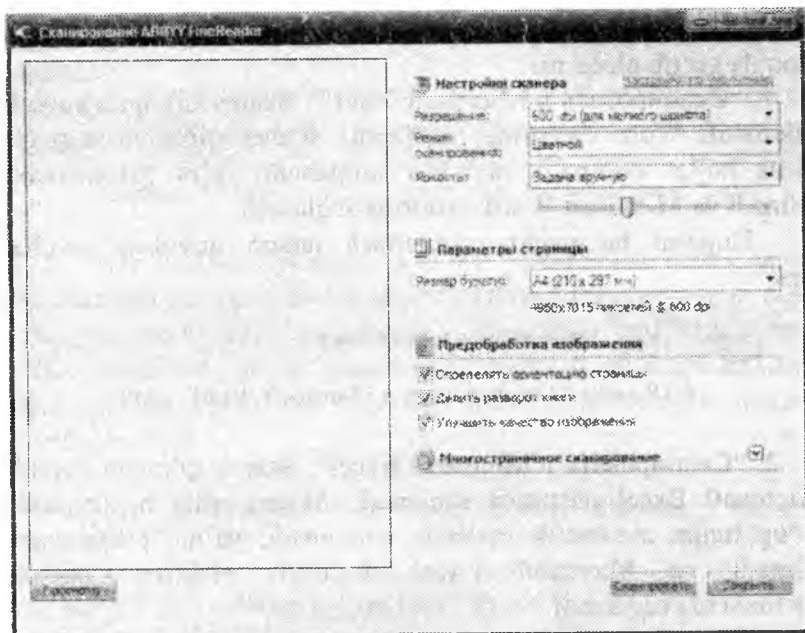 Сканирование ABBYY FineReader
Настройки сканера
Разрешение: 600 dpi (для мелкого шрифта)
Режим сканирования: Цветной
Яркость: Задана вручную
Параметры страницы
Размер бумаги: A4 (210 x 297 мм)
4960x7015 пикселей @ 600 dpi
Предобработка изображения
Определять ориентацию страницы
Делить разворот книги
Улучшить качество изображения
Многостраничное сканирование
Просмотр
Сканировать Закрыть